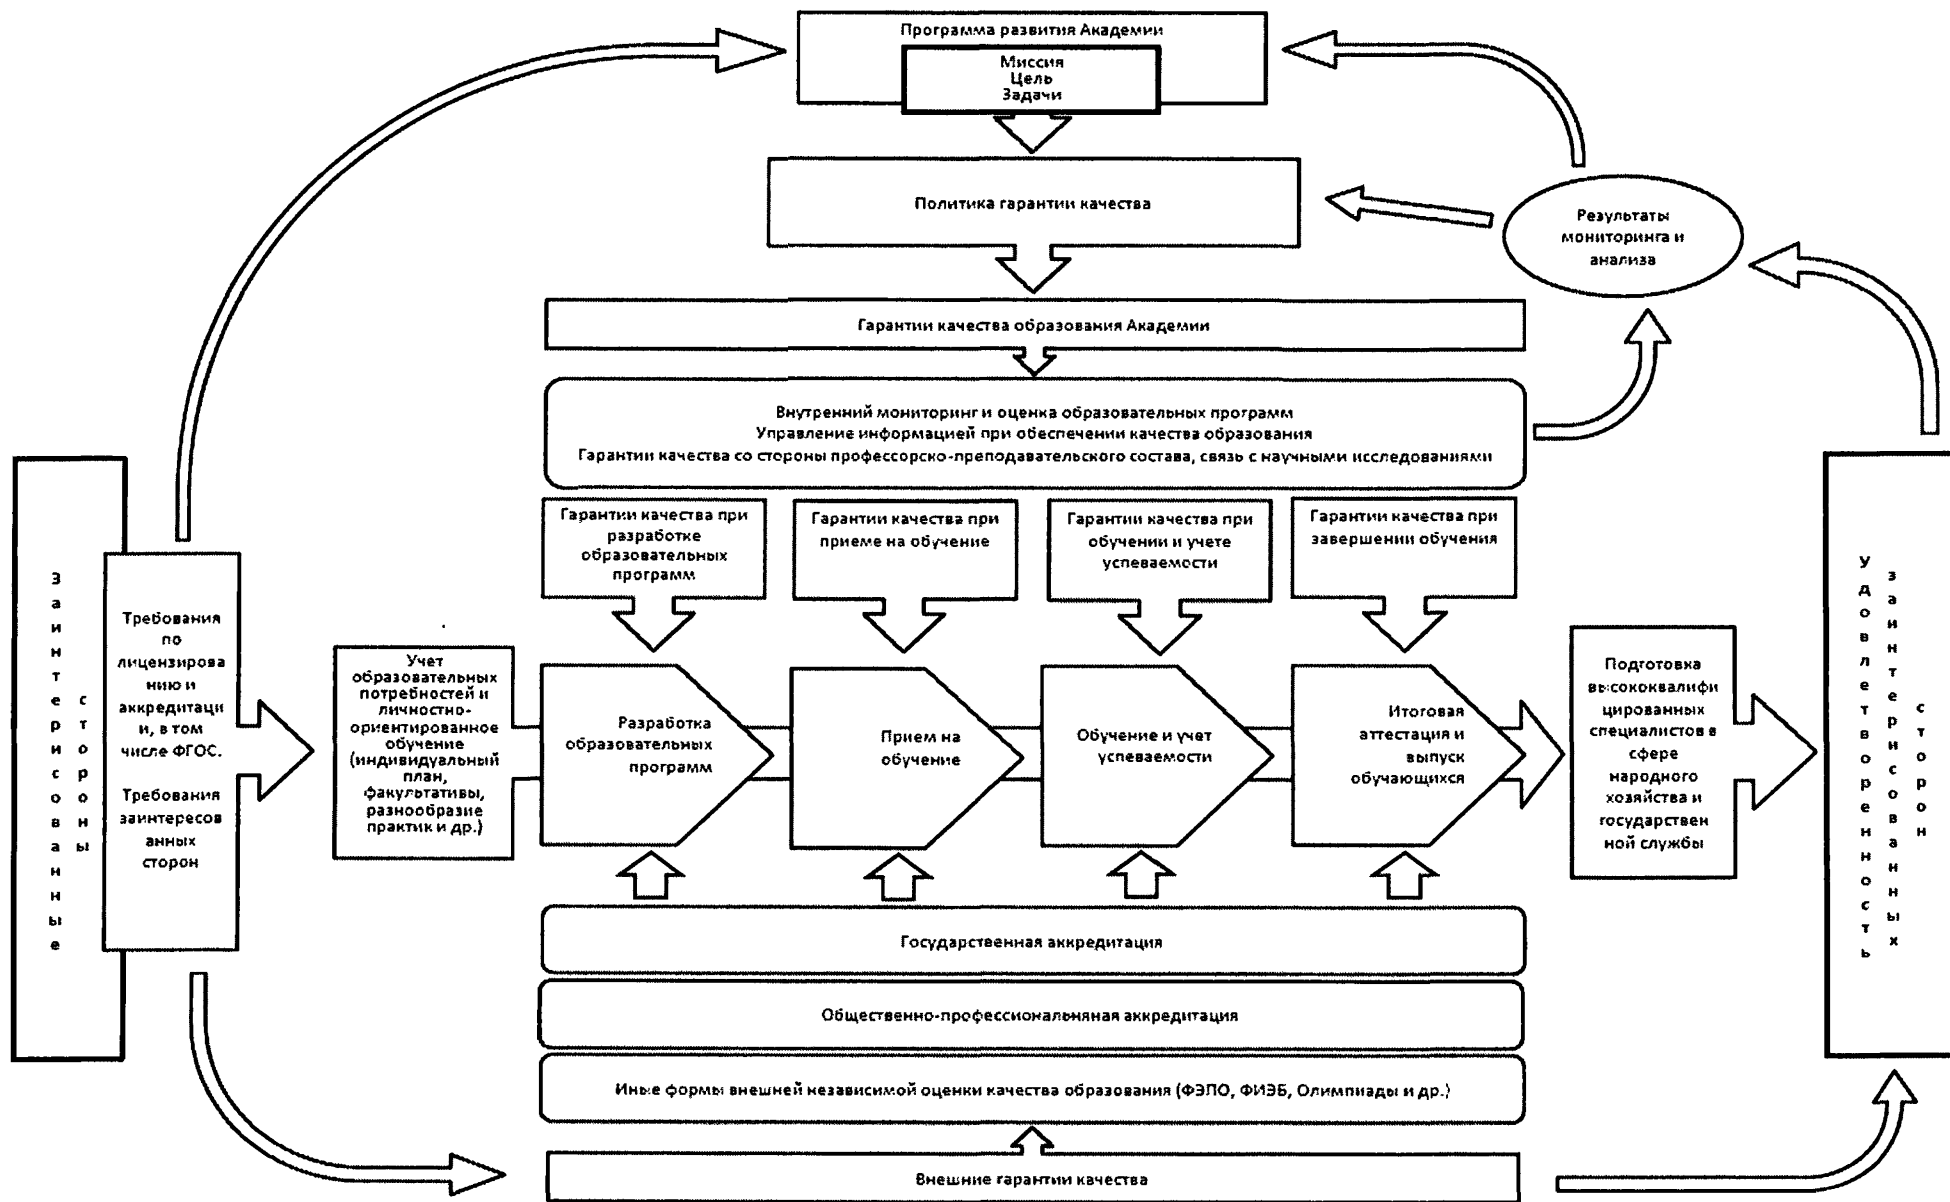 Программа развития Академии
Миссия
Цель
Задачи
Политика гарантии качества
Результаты
мониторинга и
анализа
Гарантии качества образования Академии
Внутренний мониторинг и оценка образовательных программ
Управление информацией при обеспечении качества образования
Гарантии качества со стороны профессорско-преподавательского состава, связь с научными исследованиями
Гарантии качества при
разработке
образовательных
программ
Гарантии качества при
приеме на обучение
Гарантии качества при
обучении и учете
успеваемости
Гарантии качества при
завершении обучения
Заинтерисованные
стороны
Требования
по
лицензирова
нию и
аккредитаци
и, в том
числе ФГОС.
Требования
заинтересов
анных
сторон
Учет
образовательных
потребностей и
личностно-
ориентированное
обучение
(индивидуальный
план,
факультативы,
разнообразие
практик и др.)
Разработка
образовательных
программ
Прием на
обучение
Обучение и учет
успеваемости
Итоговая
аттестация и
выпуск
обучающихся
Подготовка
высококвалифи
цированных
специалистов в
сфере
народного
хозяйства и
государствен
ной службы
Удовлетворенность
заинтерисованных
сторон
Государственная аккредитация
Общественно-профессиональняная аккредитация
Иные формы внешней независимой оценки качества образования (ФЭПО, ФИЭБ, Олимпиады и др.)
Внешние гарантии качества